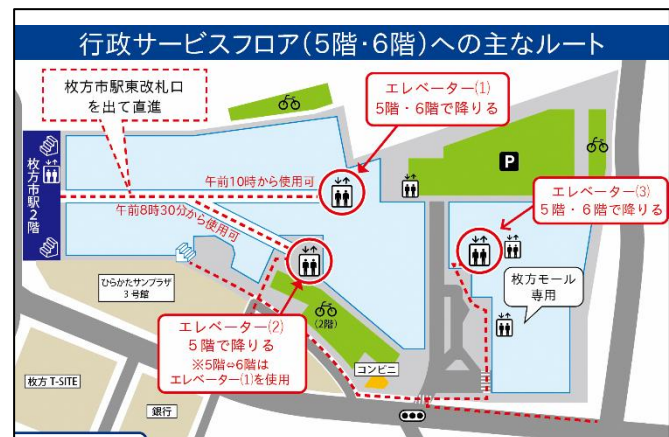 行政サービスフロア(5階・6階)への主なルート
枚方市駅東改札口
を出て直進
エレベーター(1)
5階・6階で降りる
P
枚方市駅2階
午前10時から使用可
午前8時30分から使用可
エレベーター(3)
5階・6階で降りる
枚方モール
専用
ひらかたサンプラザ
3号館
エレベーター(2)
5階で降りる
※5階⇔6階は
エレベーター(1)を使用
(2階)
コンビニ
枚方 T-SITE
銀行